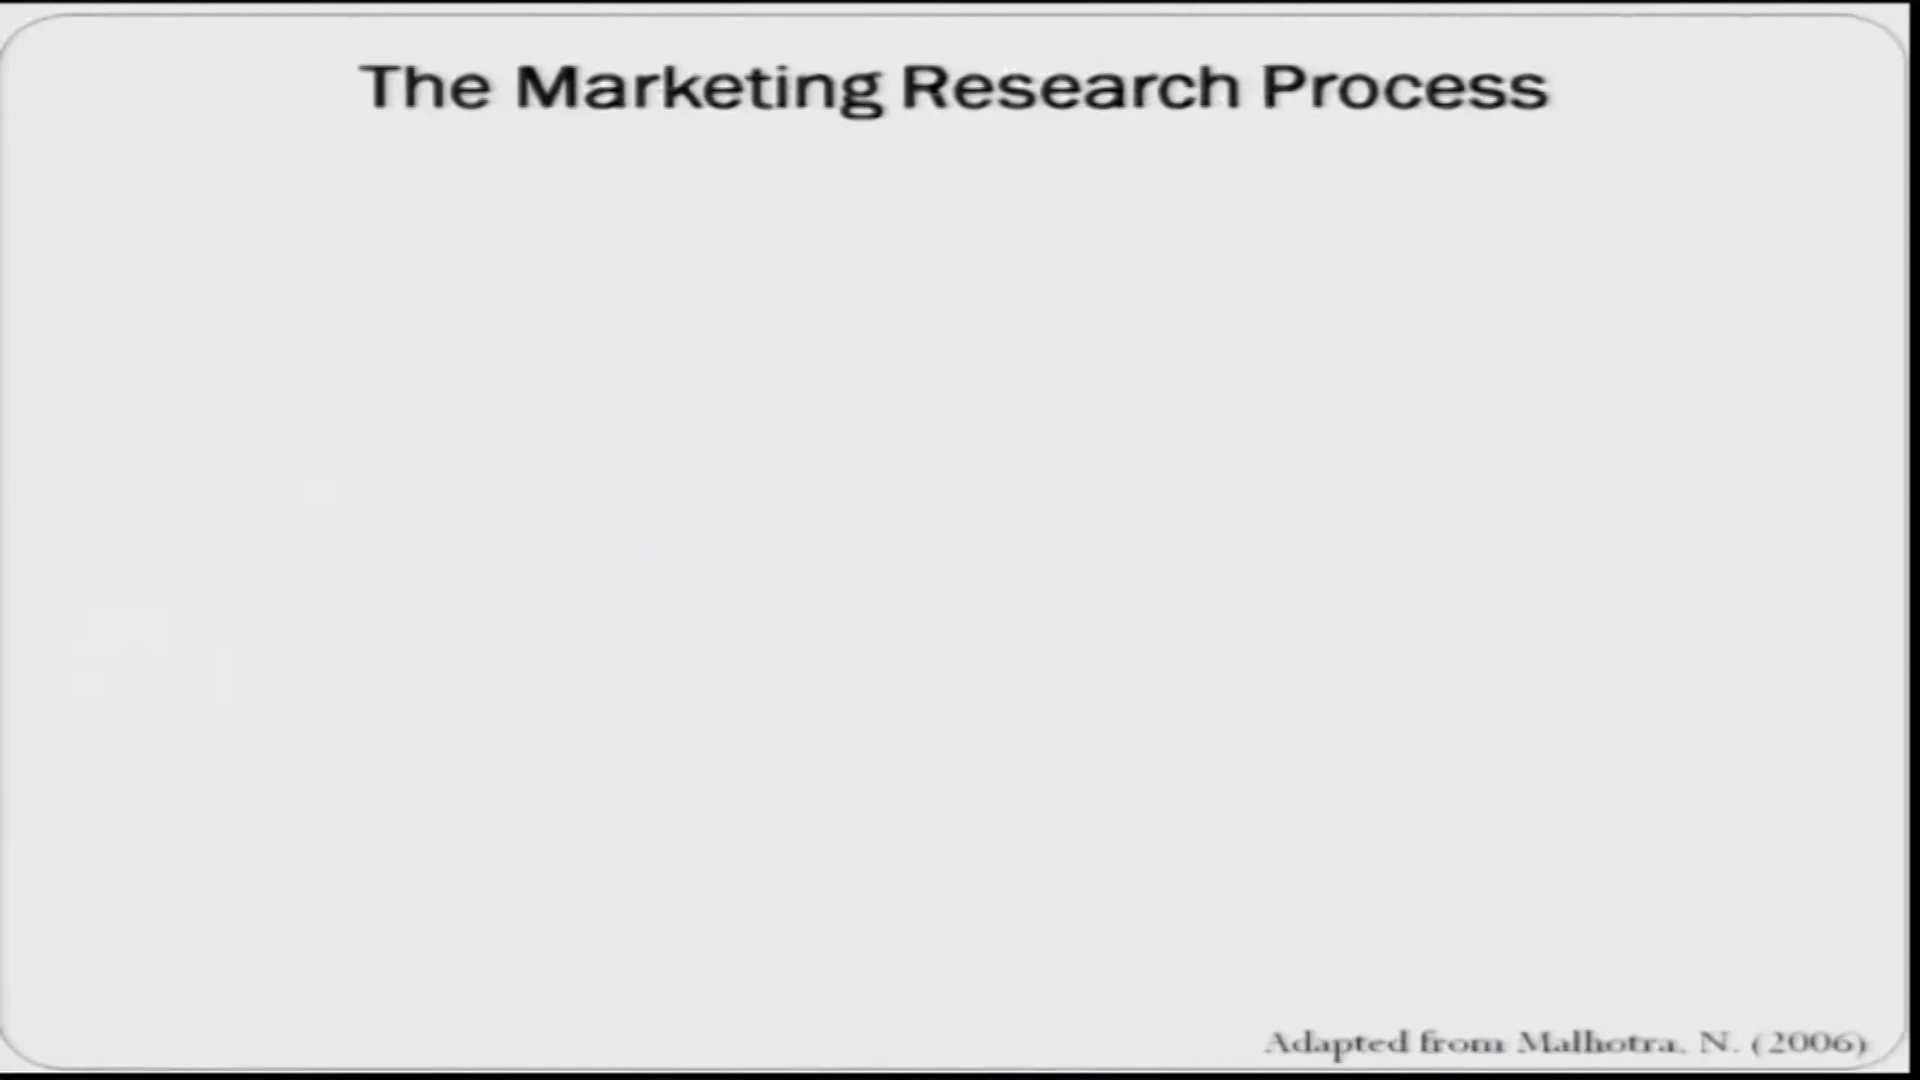 The Marketing Research Process
Adapted from Malhotra, N. (2006)